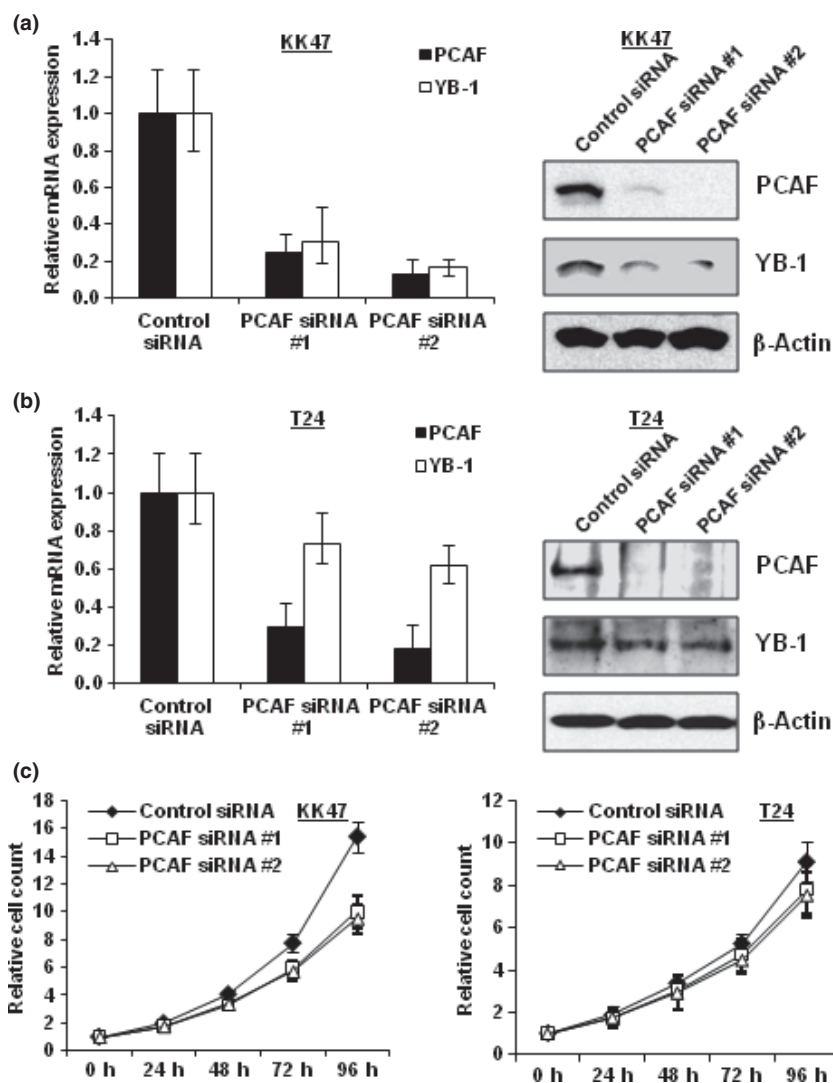 (a)
KK47
PCAF
YB-1
Relative mRNA expression
1.4
1.2
1.0
0.8
0.6
0.4
0.2
0.0
Control siRNA
PCAF siRNA #1
PCAF siRNA #2
KK47
Control siRNA
PCAF siRNA #1
PCAF siRNA #2
PCAF
YB-1
β-Actin
(b)
T24
PCAF
YB-1
Relative mRNA expression
1.4
1.2
1.0
0.8
0.6
0.4
0.2
0.0
Control siRNA
PCAF siRNA #1
PCAF siRNA #2
T24
Control siRNA
PCAF siRNA #1
PCAF siRNA #2
PCAF
YB-1
β-Actin
(c)
Control siRNA
PCAF siRNA #1
PCAF siRNA #2
KK47
Relative cell count
18
16
14
12
10
8
6
4
2
0
0 h
24 h
48 h
72 h
96 h
Control siRNA
PCAF siRNA #1
PCAF siRNA #2
T24
Relative cell count
12
10
8
6
4
2
0
0 h
24 h
48 h
72 h
96 h